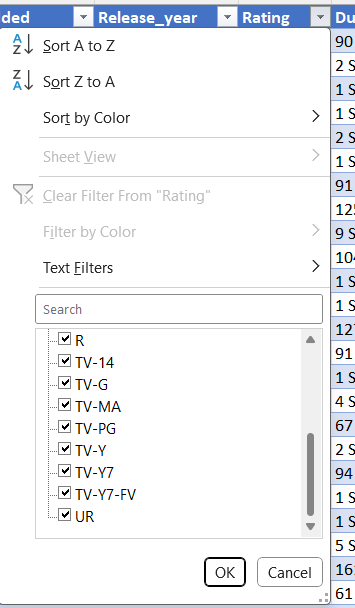 ded Release_year Rating Du
Sort A to Z
Sort Z to A
Sort by Color
Sheet View
Clear Filter From "Rating"
Filter by Color
Text Filters
Search
R
TV-14
TV-G
TV-MA
TV-PG
TV-Y
TV-Y7
TV-Y7-FV
UR
OK Cancel
90
2 S
1 S
1 S
2 S
1 S
91
125
9 S
104
1 S
1 S
127
91
1 S
4 S
67
2 S
94
1 S
1 S
5 S
16
61